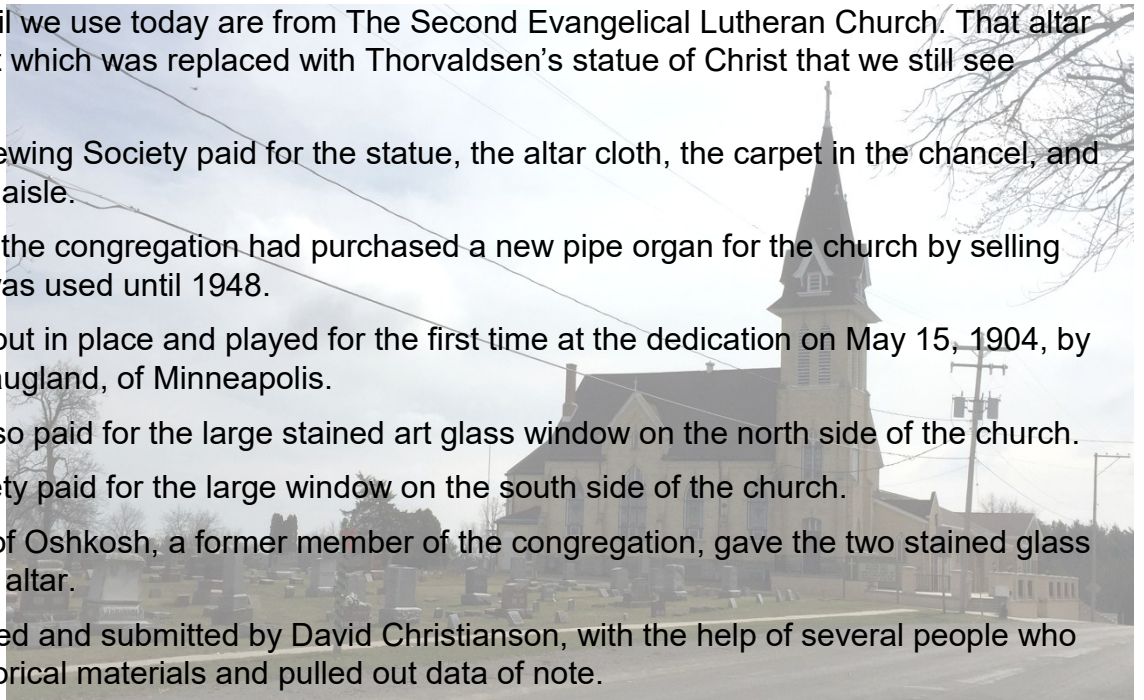 il we use today are from The Second Evangelical Lutheran Church. That altar
which was replaced with Thorvaldsen’s statue of Christ that we still see
ewing Society paid for the statue, the altar cloth, the carpet in the chancel, and
aisle.
the congregation had purchased a new pipe organ for the church by selling
as used until 1948.
put in place and played for the first time at the dedication on May 15, 1904, by
augland, of Minneapolis.
so paid for the large stained art glass window on the north side of the church.
ety paid for the large window on the south side of the church.
of Oshkosh, a former member of the congregation, gave the two stained glass
altar.
ed and submitted by David Christianson, with the help of several people who
orical materials and pulled out data of note.